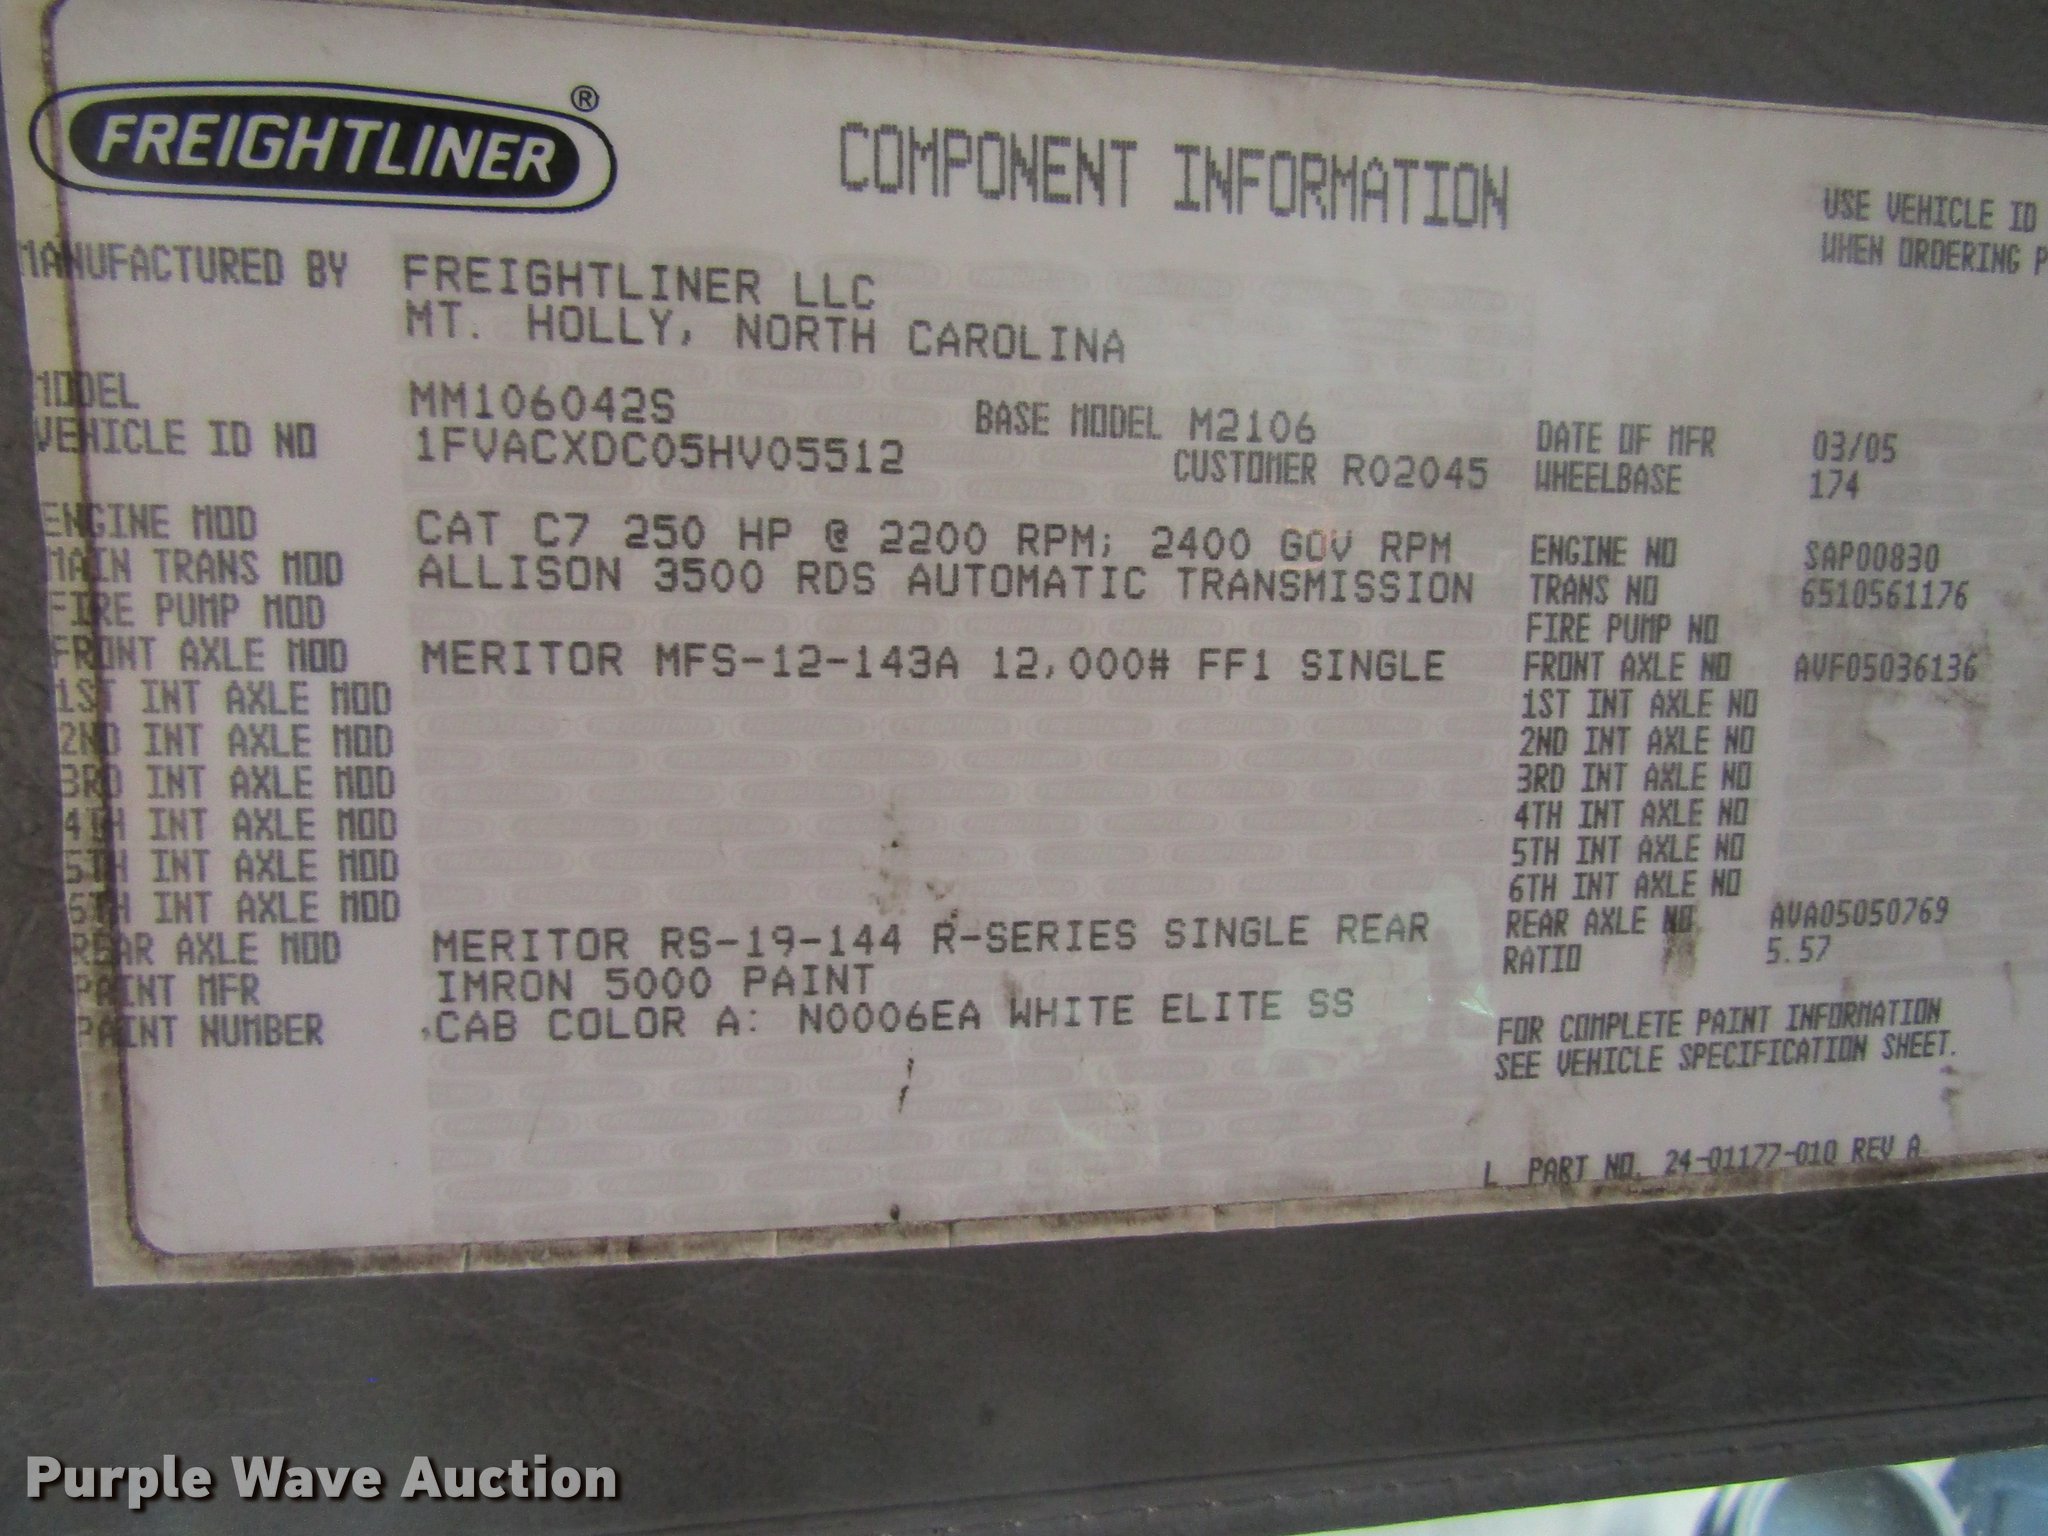 FREIGHTLINER®
COMPONENT INFORMATION
USE VEHICLE ID
WHEN ORDERING P
MANUFACTURED BY FREIGHTLINER LLC
MT. HOLLY, NORTH CAROLINA
MODEL MM106042S BASE MODEL M2106 DATE OF MFR 03/05
VEHICLE ID NO 1FVACXDC05HV05512 CUSTOMER R02045 WHEELBASE 174
ENGINE MOD CAT C7 250 HP @ 2200 RPM; 2400 GOV RPM ENGINE NO SAP00830
MAIN TRANS MOD ALLISON 3500 RDS AUTOMATIC TRANSMISSION TRANS NO 6510561176
FIRE PUMP MOD FIRE PUMP NO
FRONT AXLE MOD MERITOR MFS-12-143A 12,000# FF1 SINGLE FRONT AXLE NO AVF05036136
1ST INT AXLE MOD 1ST INT AXLE NO
2ND INT AXLE MOD 2ND INT AXLE NO
3RD INT AXLE MOD 3RD INT AXLE NO
4TH INT AXLE MOD 4TH INT AXLE NO
5TH INT AXLE MOD 5TH INT AXLE NO
6TH INT AXLE MOD 6TH INT AXLE NO
REAR AXLE MOD MERITOR RS-19-144 R-SERIES SINGLE REAR REAR AXLE NO AVA05050769
PAINT MFR IMRON 5000 PAINT RATIO 5.57
PAINT NUMBER CAB COLOR A: N0006EA WHITE ELITE SS
FOR COMPLETE PAINT INFORMATION
SEE VEHICLE SPECIFICATION SHEET.
L PART NO. 24-01177-010 REV A
Purple Wave Auction